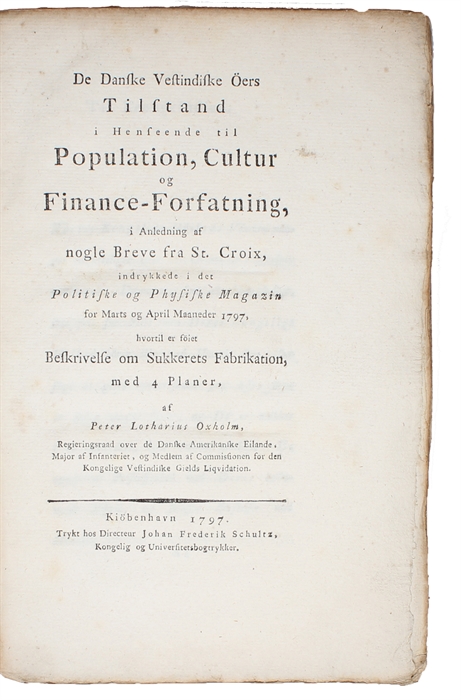 De Danſke Veſtindiſke Öers
Tilſtand
i Henſeende til
Population, Cultur
og
Finance-Forfatning,
i Anledning af
nogle Breve fra St. Croix,
indrykkede i det
Politiſke og Phyſiſke Magazin
for Marts og April Maaneder 1797,
hvortil er föiet
Beſkrivelſe om Sukkerets Fabrikation,
med 4 Planer,
af
Peter Lotharius Oxholm,
Regieringsraad over de Danſke Amerikanſke Eilande,
Major af Infanteriet, og Medlem af Commiſſionen for den
Kongelige Veſtindiſke Gields Liqvidation.
Kiöbenhavn 1797.
Trykt hos Directeur Johan Frederik Schultz,
Kongelig og Univerſitetsbogtrykker.